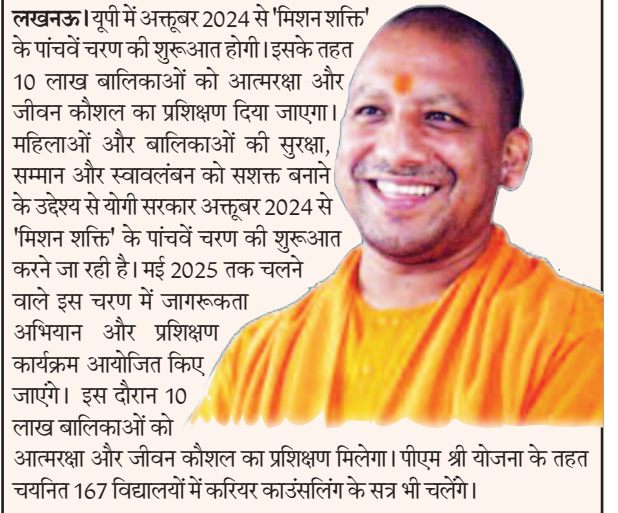 लखनऊ। यूपी में अक्तूबर 2024 से 'मिशन शक्ति'
के पांचवें चरण की शुरूआत होगी। इसके तहत
10 लाख बालिकाओं को आत्मरक्षा और
जीवन कौशल का प्रशिक्षण दिया जाएगा।
महिलाओं और बालिकाओं की सुरक्षा,
सम्मान और स्वावलंबन को सशक्त बनाने
के उद्देश्य से योगी सरकार अक्तूबर 2024 से
'मिशन शक्ति' के पांचवें चरण की शुरूआत
करने जा रही है। मई 2025 तक चलने
वाले इस चरण में जागरूकता
अभियान और प्रशिक्षण
कार्यक्रम आयोजित किए
जाएंगे। इस दौरान 10
लाख बालिकाओं को
आत्मरक्षा और जीवन कौशल का प्रशिक्षण मिलेगा। पीएम श्री योजना के तहत
चयनित 167 विद्यालयों में करियर काउंसलिंग के सत्र भी चलेंगे।